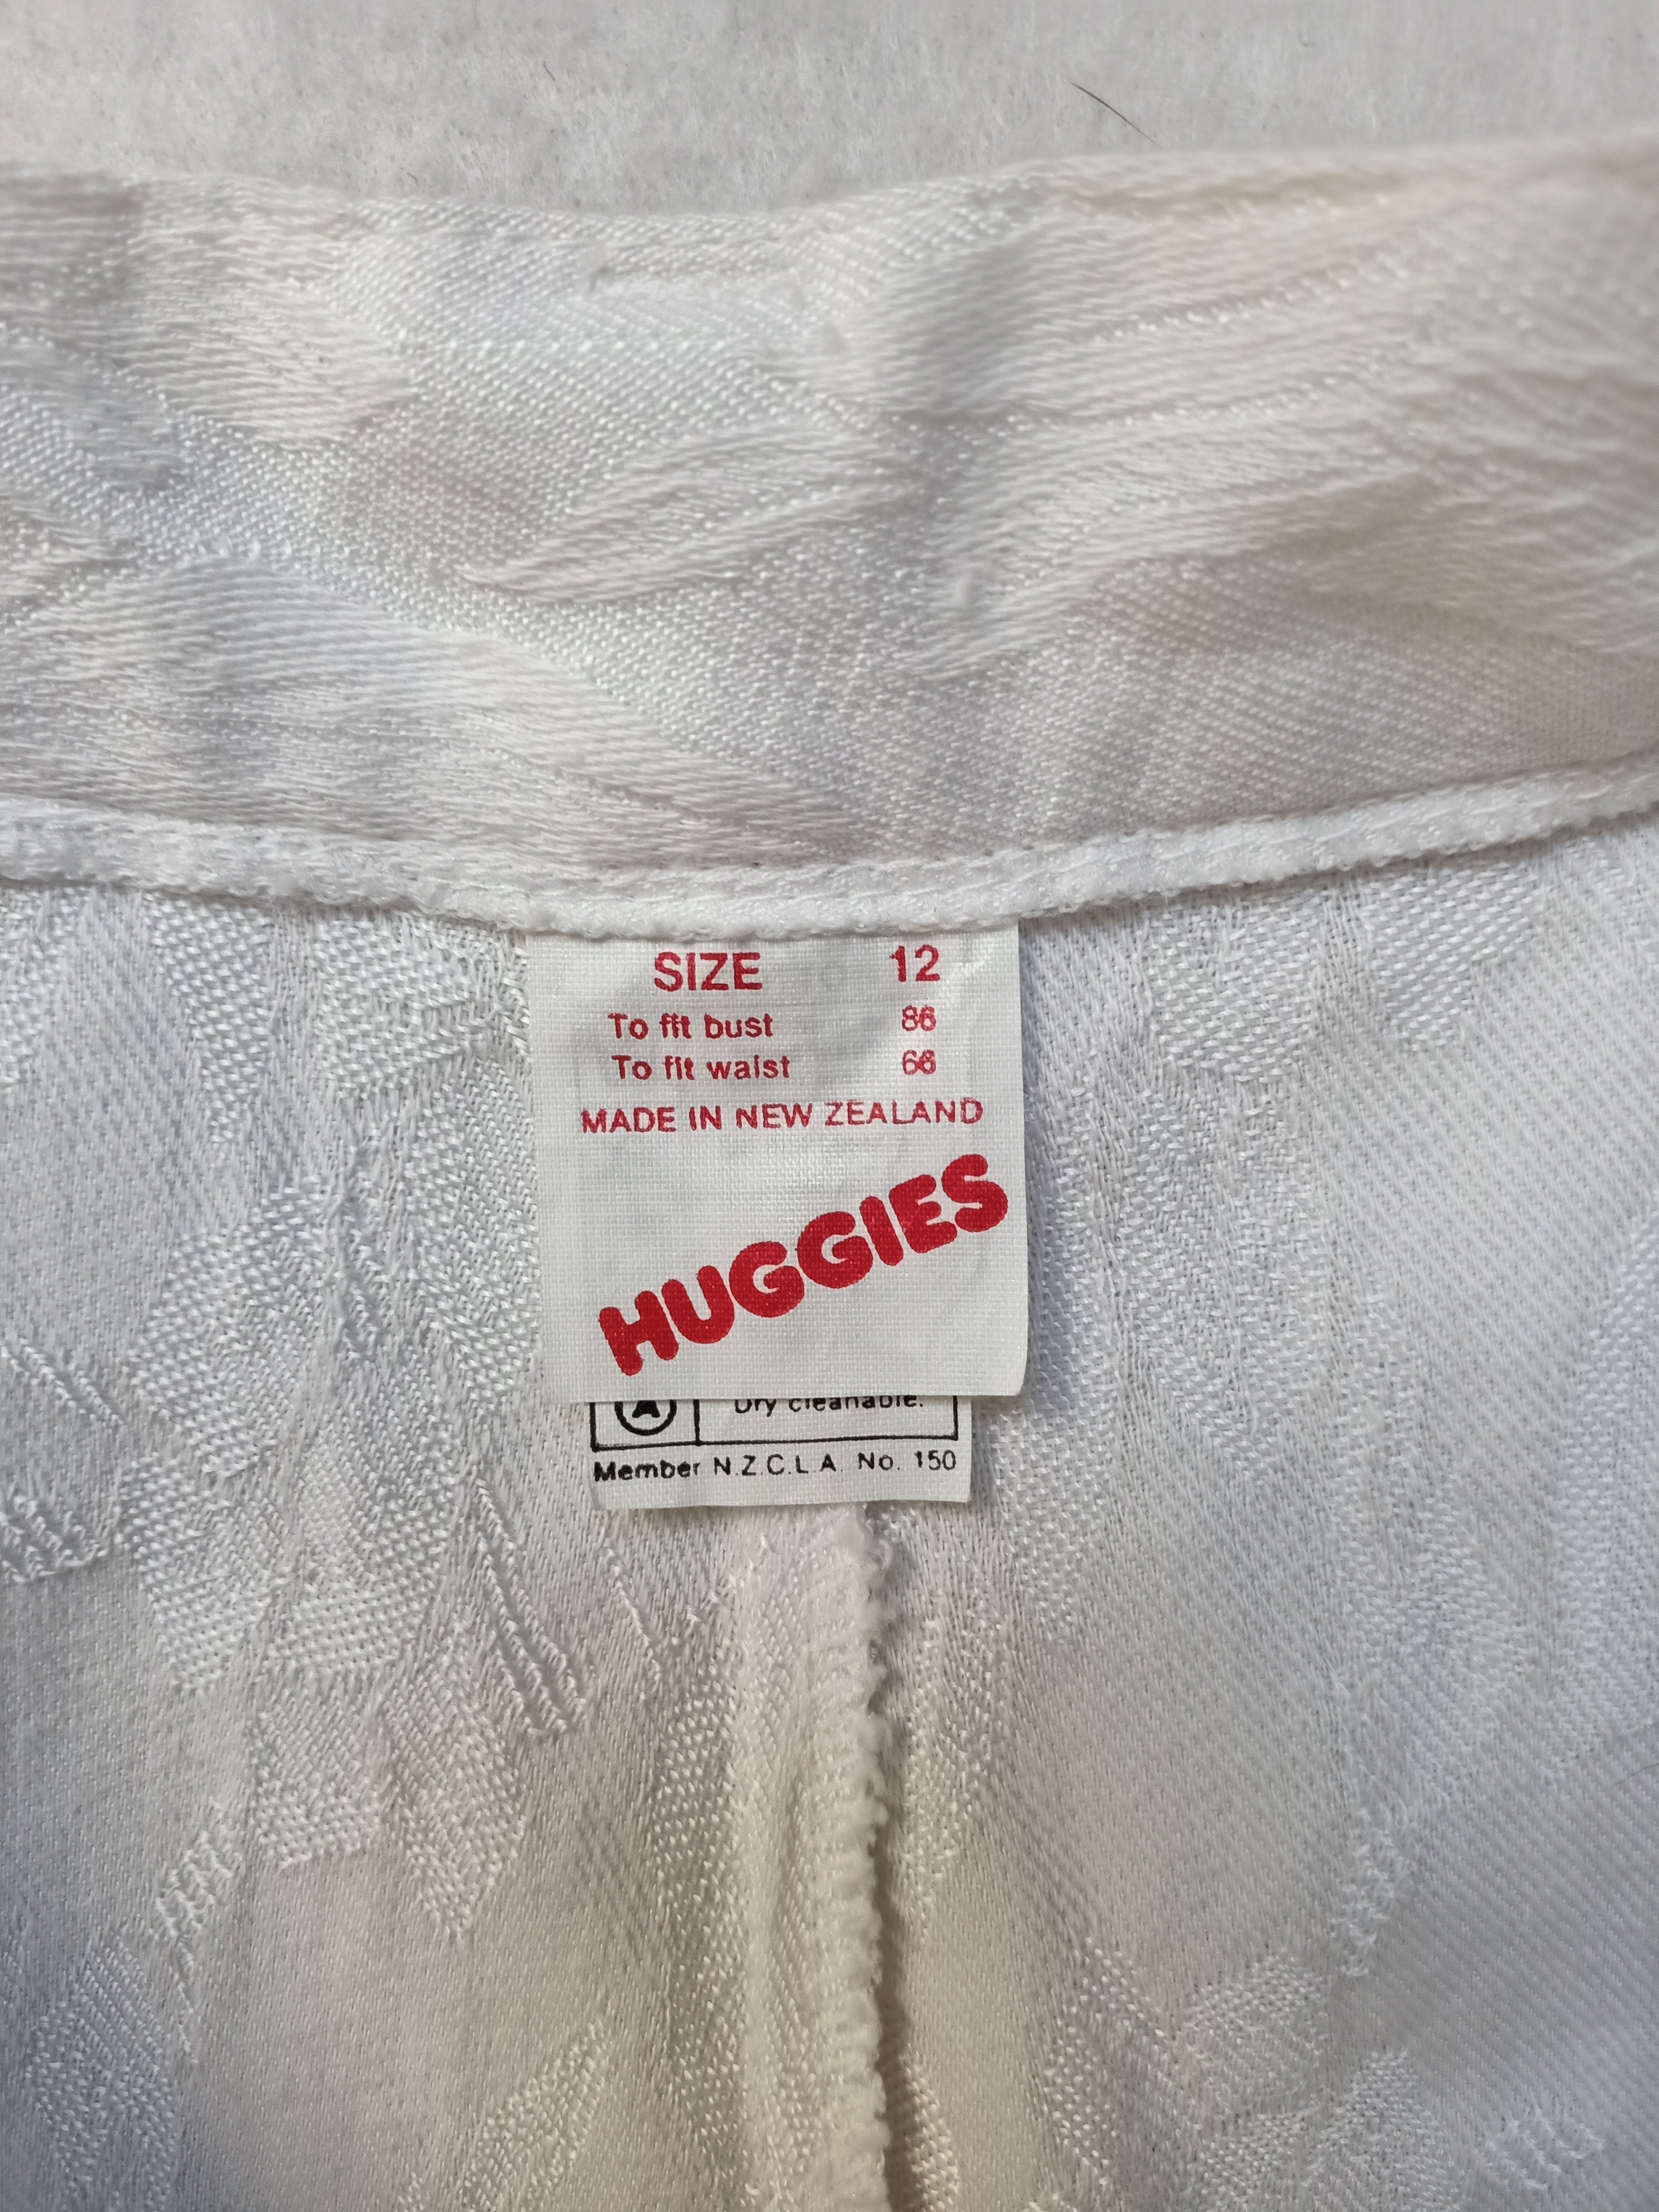 SIZE 12
To fit bust 86
To fit waist 66
MADE IN NEW ZEALAND
HUGGIES
A Dry cleanable.
Member N.Z.C.L.A. No. 150